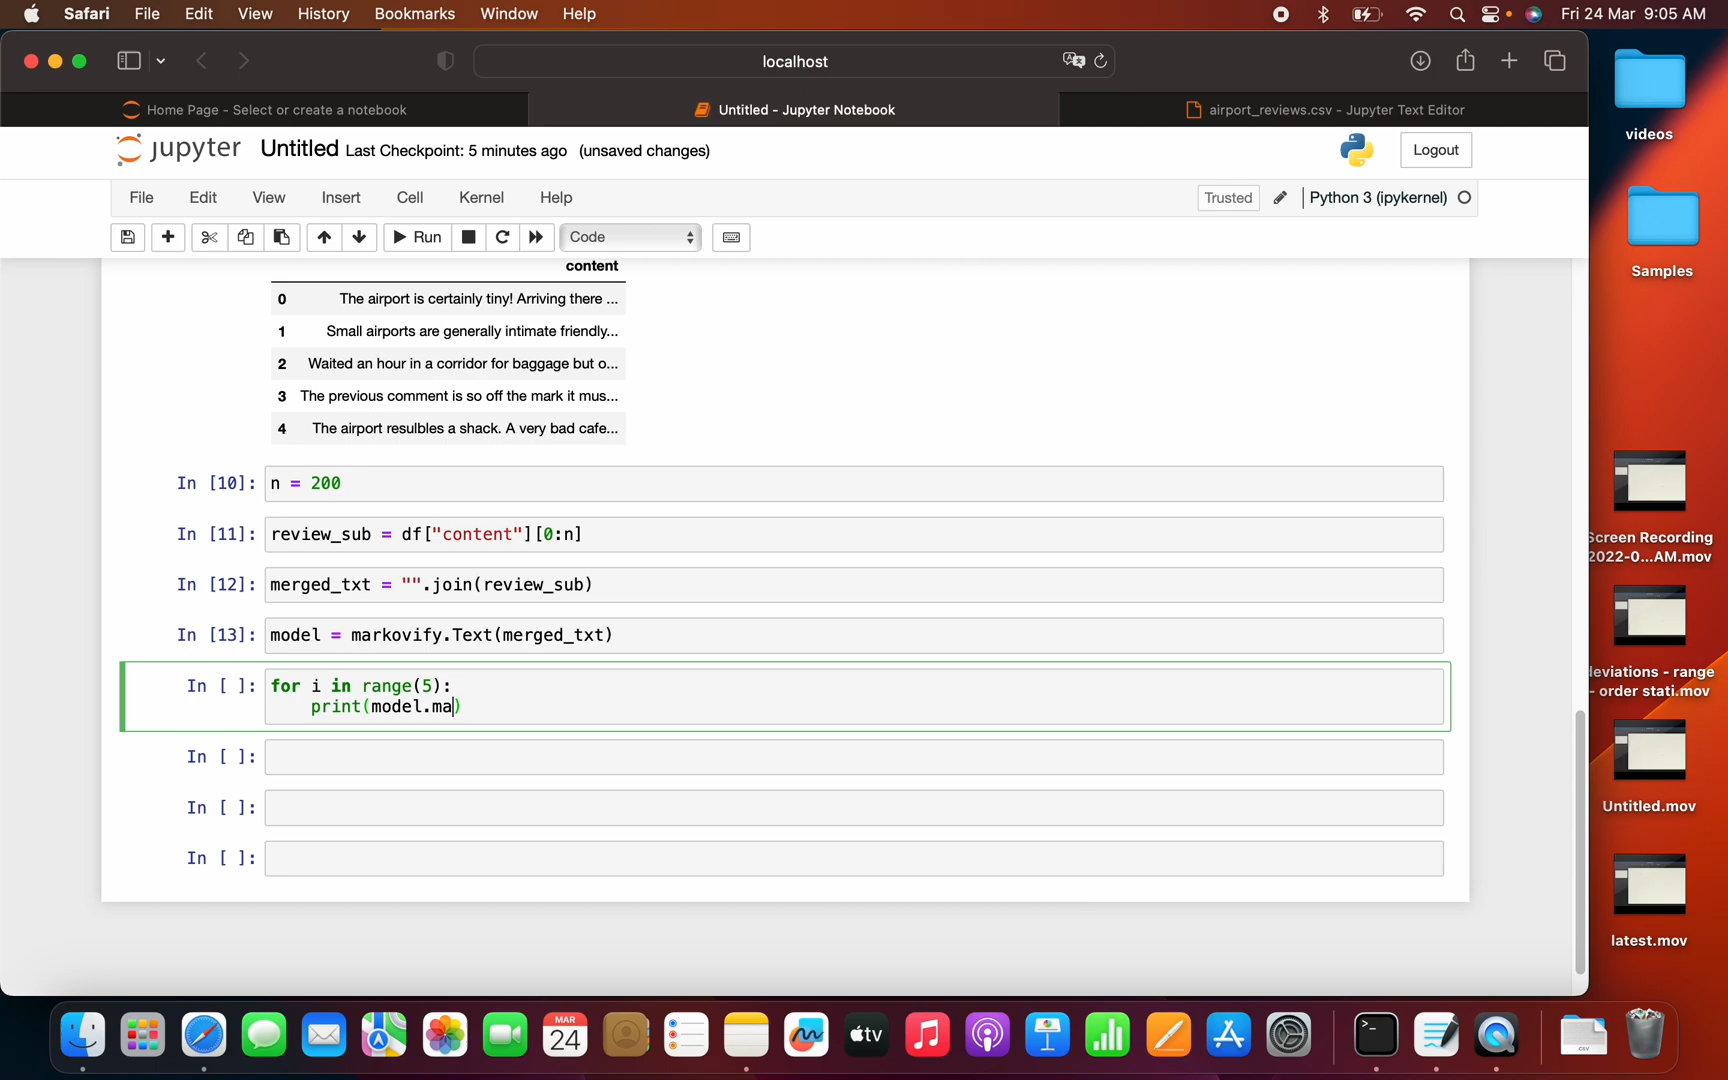 Safari File Edit View History Bookmarks Window Help Fri 24 Mar 9:05 AM
localhost
Home Page - Select or create a notebook Untitled - Jupyter Notebook airport_reviews.csv - Jupyter Text Editor
jupyter Untitled Last Checkpoint: 5 minutes ago (unsaved changes) Logout
File Edit View Insert Cell Kernel Help Trusted Python 3 (ipykernel)
Run Code
content
0 The airport is certainly tiny! Arriving there ...
1 Small airports are generally intimate friendly...
2 Waited an hour in a corridor for baggage but o...
3 The previous comment is so off the mark it mus...
4 The airport resulbles a shack. A very bad cafe...
In [10]: n = 200
In [11]: review_sub = df["content"][0:n]
In [12]: merged_txt = "".join(review_sub)
In [13]: model = markovify.Text(merged_txt)
In [ ]: for i in range(5):
print(model.ma)
In [ ]:
In [ ]:
In [ ]:
videos
Samples
Screen Recording
2022-0...AM.mov
deviations - range
- order stati.mov
Untitled.mov
latest.mov
MAR
24
tv
>_
CSV